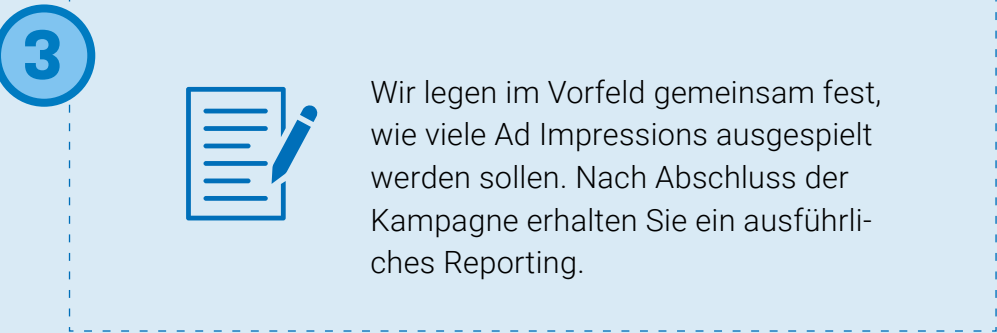 3
Wir legen im Vorfeld gemeinsam fest,
wie viele Ad Impressions ausgespielt
werden sollen. Nach Abschluss der
Kampagne erhalten Sie ein ausführli-
ches Reporting.